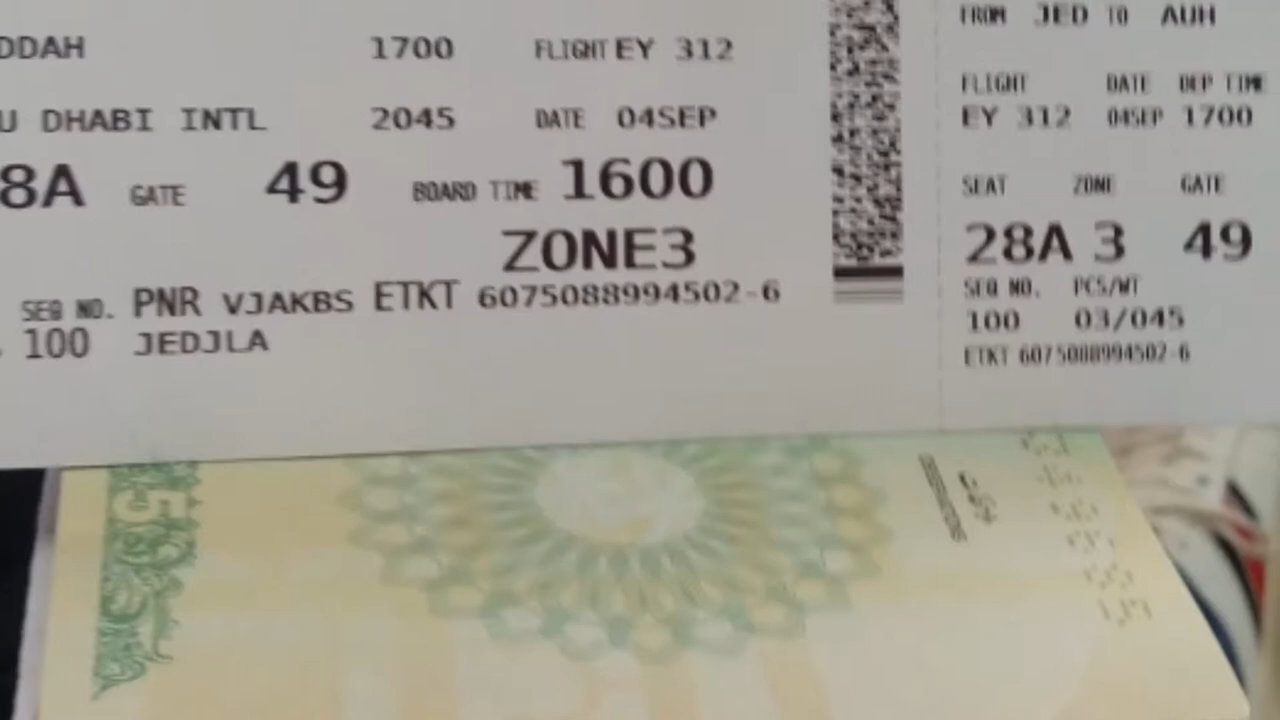 DDAH 1700 FLIGHT EY 312
U DHABI INTL 2045 DATE 04SEP
8A GATE 49 BOARD TIME 1600
ZONE3
SEQ NO. PNR VJAKBS ETKT 6075088994502-6
100 JEDJLA
FROM JED TO AUH
FLIGHT DATE DEP TIME
EY 312 04SEP 1700
SEAT ZONE GATE
28A 3 49
SEQ NO. PCS/WT
100 03/045
ETKT 6075088994502-6
5